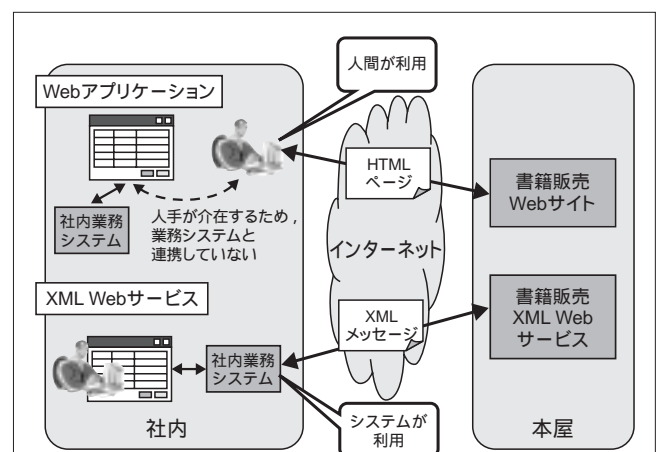 人間が利用
Webアプリケーション
HTML
ページ
書籍販売
Webサイト
社内業務
システム
人手が介在するため,
業務システムと
連携していない
インターネット
XML Webサービス
XML
メッセージ
書籍販売
XML Web
サービス
社内業務
システム
システムが
利用
社内
本屋